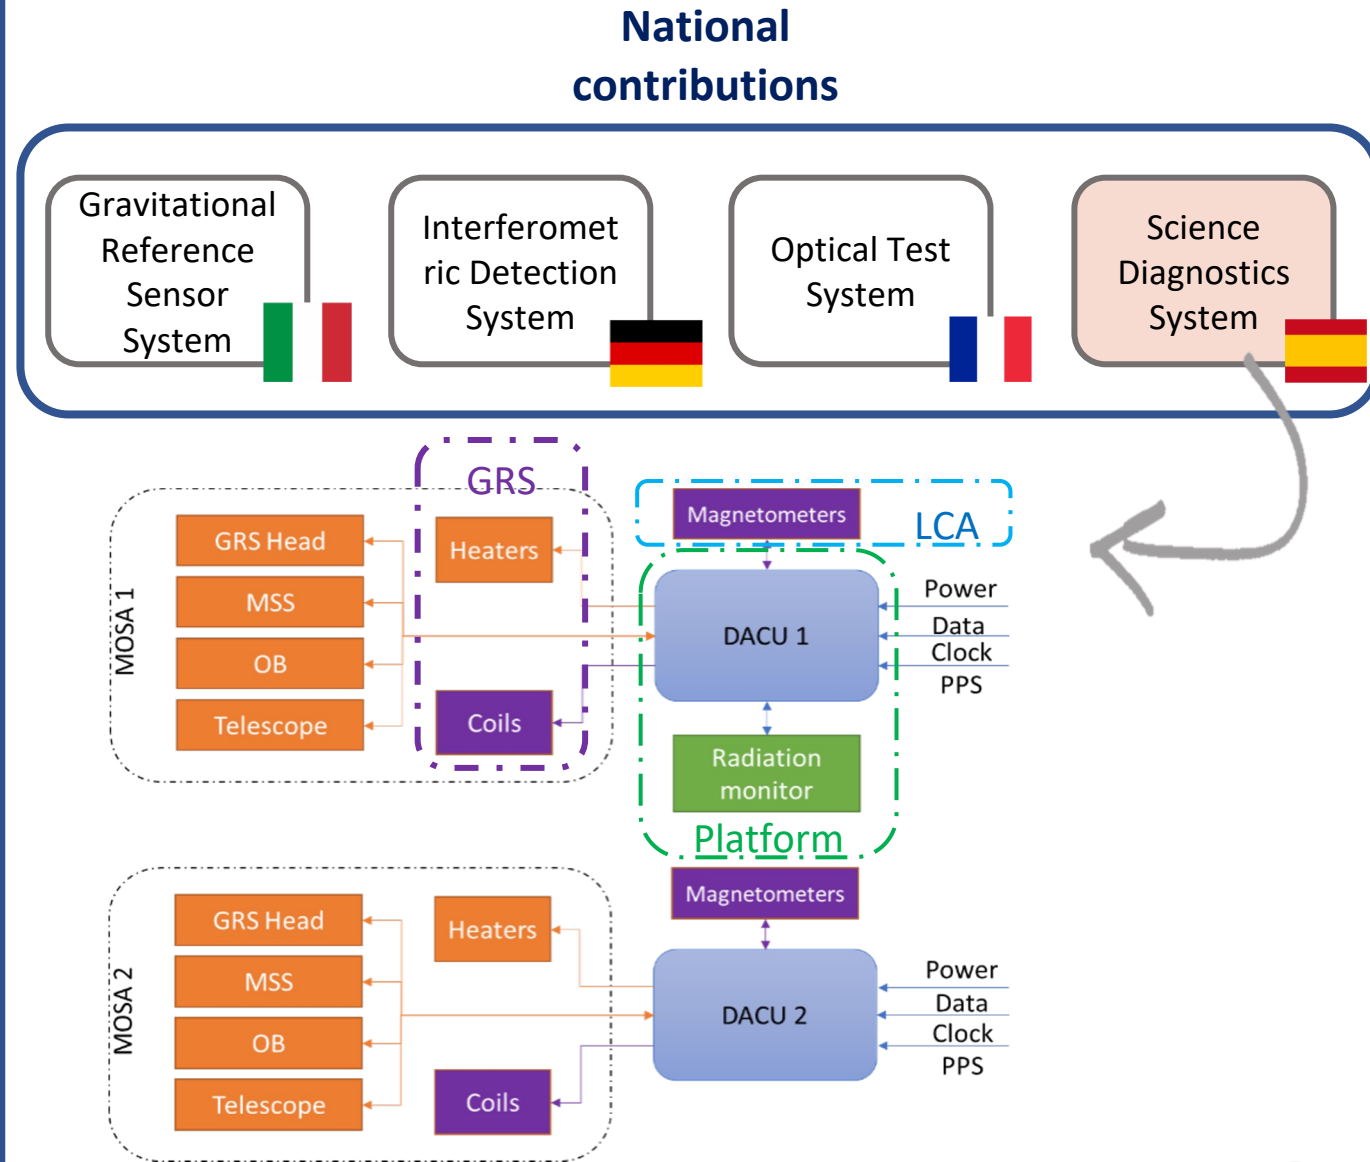 National
contributions
Gravitational
Reference
Sensor
System
Interferomet
ric Detection
System
Optical Test
System
Science
Diagnostics
System
GRS
Magnetometers
LCA
MOSA 1
GRS Head
MSS
OB
Telescope
Heaters
Coils
DACU 1
Power
Data
Clock
PPS
Radiation
monitor
Platform
Magnetometers
MOSA 2
GRS Head
MSS
OB
Telescope
Heaters
Coils
DACU 2
Power
Data
Clock
PPS